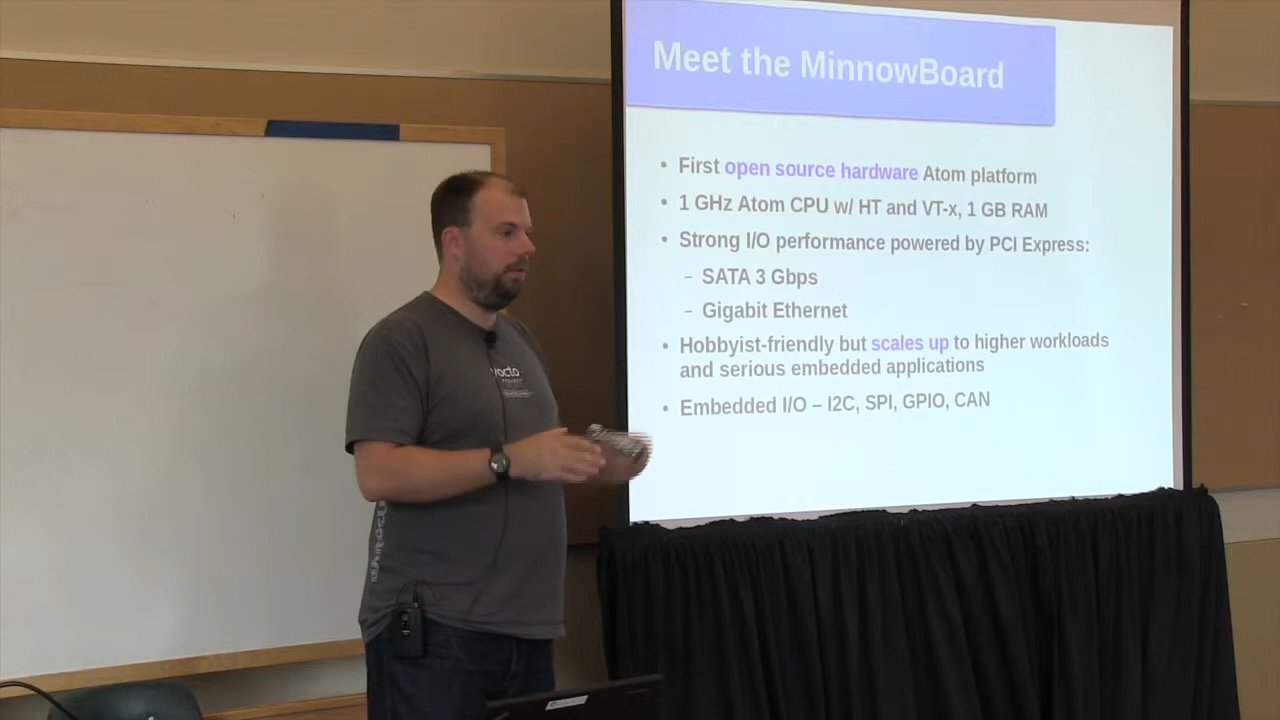 Meet the MinnowBoard
• First open source hardware Atom platform
• 1 GHz Atom CPU w/ HT and VT-x, 1 GB RAM
• Strong I/O performance powered by PCI Express:
– SATA 3 Gbps
– Gigabit Ethernet
• Hobbyist-friendly but scales up to higher workloads
and serious embedded applications
• Embedded I/O – I2C, SPI, GPIO, CAN
yocto
PROJECT